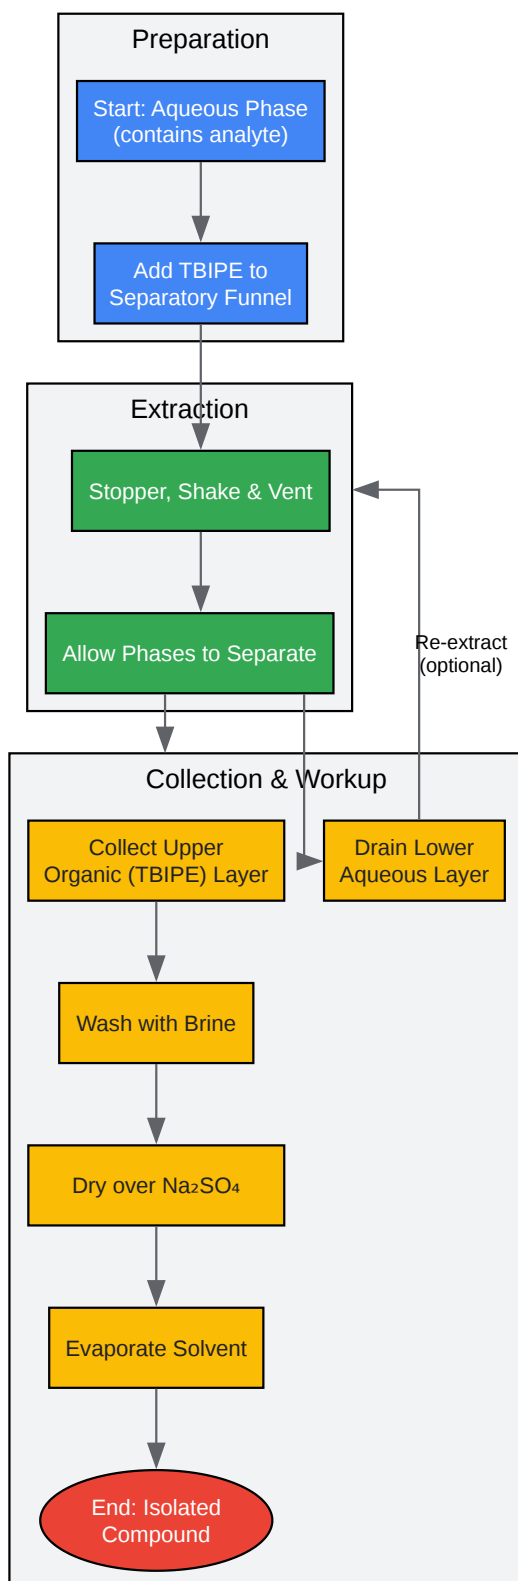 Preparation
Start: Aqueous Phase
(contains analyte)
Add TBIPE to
Separatory Funnel
Extraction
Stopper, Shake & Vent
Allow Phases to Separate
Re-extract
(optional)
Collection & Workup
Collect Upper
Organic (TBIPE) Layer
Drain Lower
Aqueous Layer
Wash with Brine
Dry over Na₂SO₄
Evaporate Solvent
End: Isolated
Compound